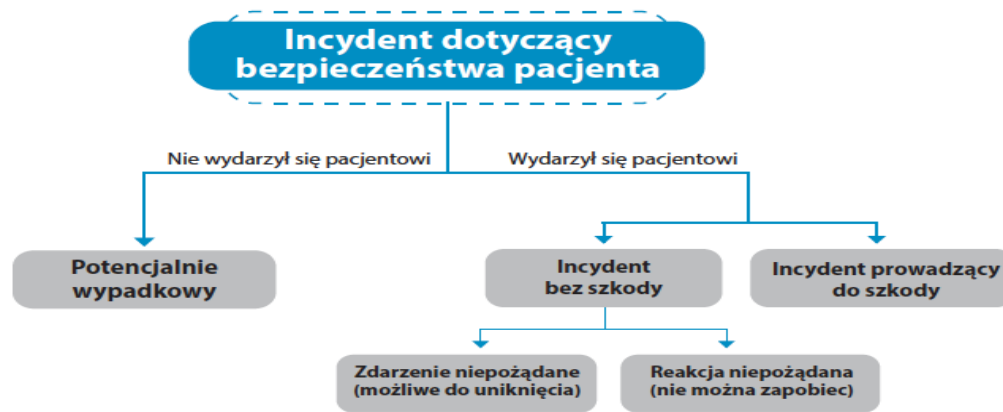 Incydent dotyczący
bezpieczeństwa pacjenta
Nie wydarzył się pacjentowi
Wydarzył się pacjentowi
Potencjalnie
wypadkowy
Incydent
bez szkody
Incydent prowadzący
do szkody
Zdarzenie niepożądane
(możliwe do uniknięcia)
Reakcja niepożądana
(nie można zapobiec)